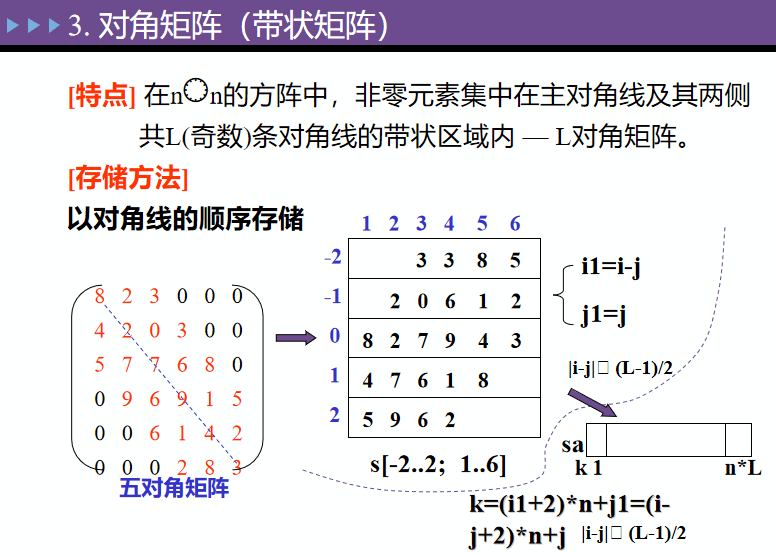 3. 对角矩阵（带状矩阵）
[特点] 在n◌n的方阵中，非零元素集中在主对角线及其两侧
共L(奇数)条对角线的带状区域内 — L对角矩阵。
[存储方法]
以对角线的顺序存储
8 2 3 0 0 0
4 2 0 3 0 0
5 7 7 6 8 0
0 9 6 9 1 5
0 0 6 1 4 2
0 0 0 2 8 3
五对角矩阵
1 2 3 4 5 6
-2 3 3 8 5
-1 2 0 6 1 2
0 8 2 7 9 4 3
1 4 7 6 1 8
2 5 9 6 2
s[-2..2; 1..6]
i1=i-j
j1=j
|i-j|□ (L-1)/2
sa
k 1 n*L
k=(i1+2)*n+j1=(i-
j+2)*n+j |i-j|□ (L-1)/2